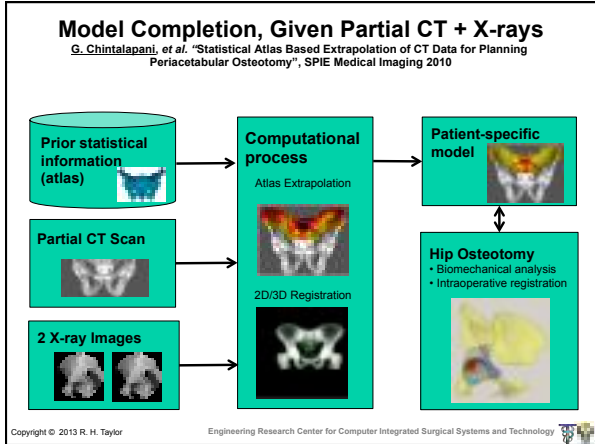 Model Completion, Given Partial CT + X-rays
G. Chintalapani, et al. “Statistical Atlas Based Extrapolation of CT Data for Planning
Periacetabular Osteotomy”, SPIE Medical Imaging 2010
Prior statistical
information
(atlas)
Partial CT Scan
2 X-ray Images
Computational
process
Atlas Extrapolation
2D/3D Registration
Patient-specific
model
Hip Osteotomy
• Biomechanical analysis
• Intraoperative registration
Copyright © 2013 R. H. Taylor
Engineering Research Center for Computer Integrated Surgical Systems and Technology